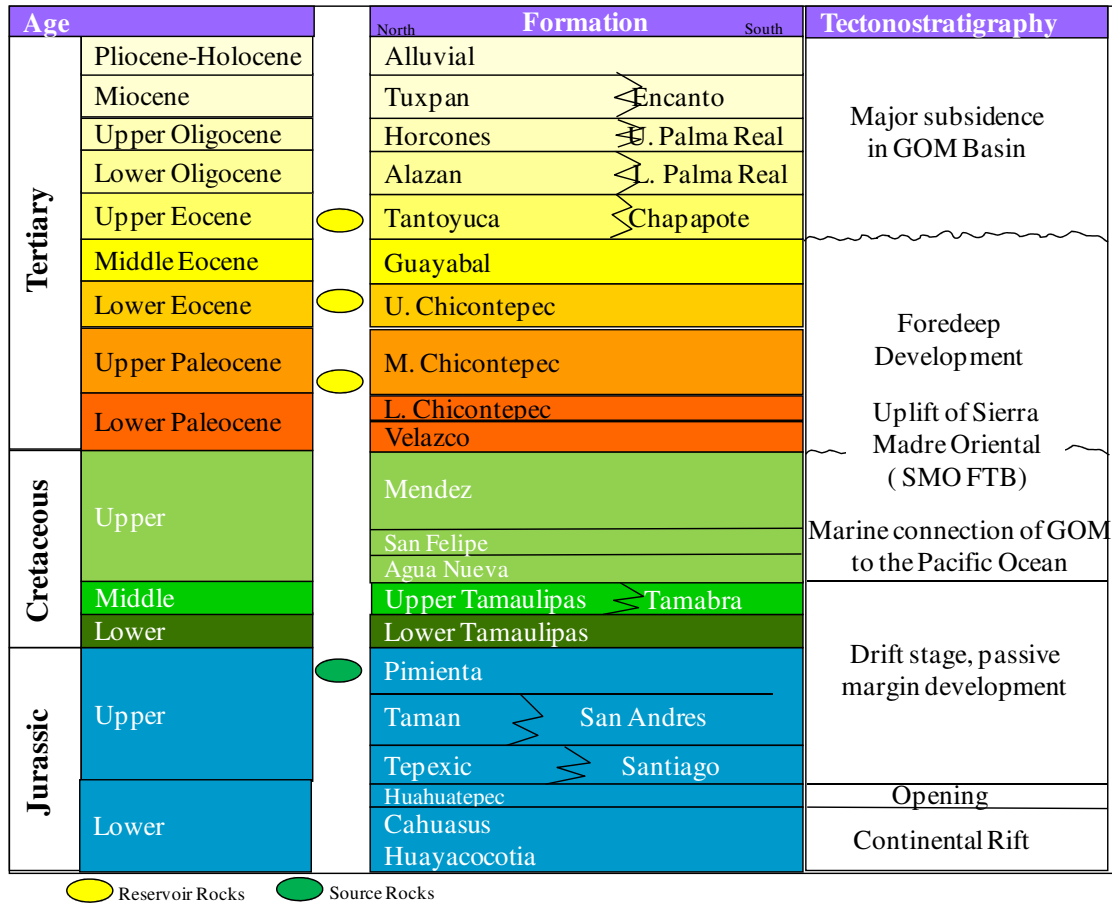 Age
Formation
North
South
Tectonostratigraphy
Tertiary
Pliocene-Holocene
Alluvial
Miocene
Tuxpan
Encanto
Upper Oligocene
Horcones
U. Palma Real
Lower Oligocene
Alazan
L. Palma Real
Upper Eocene
Tantoyuca
Chapapote
Middle Eocene
Guayabal
Lower Eocene
U. Chicontepec
Upper Paleocene
M. Chicontepec
Lower Paleocene
L. Chicontepec
Velazco
Cretaceous
Upper
Mendez
San Felipe
Agua Nueva
Middle
Upper Tamaulipas
Tamabra
Lower
Lower Tamaulipas
Jurassic
Upper
Pimienta
Taman
San Andres
Tepexic
Santiago
Lower
Huahuatepec
Cahuasus
Huayacocotia
Major subsidence
in GOM Basin
Foredeep
Development
Uplift of Sierra
Madre Oriental
( SMO FTB)
Marine connection of GOM
to the Pacific Ocean
Drift stage, passive
margin development
Opening
Continental Rift
Reservoir Rocks
Source Rocks